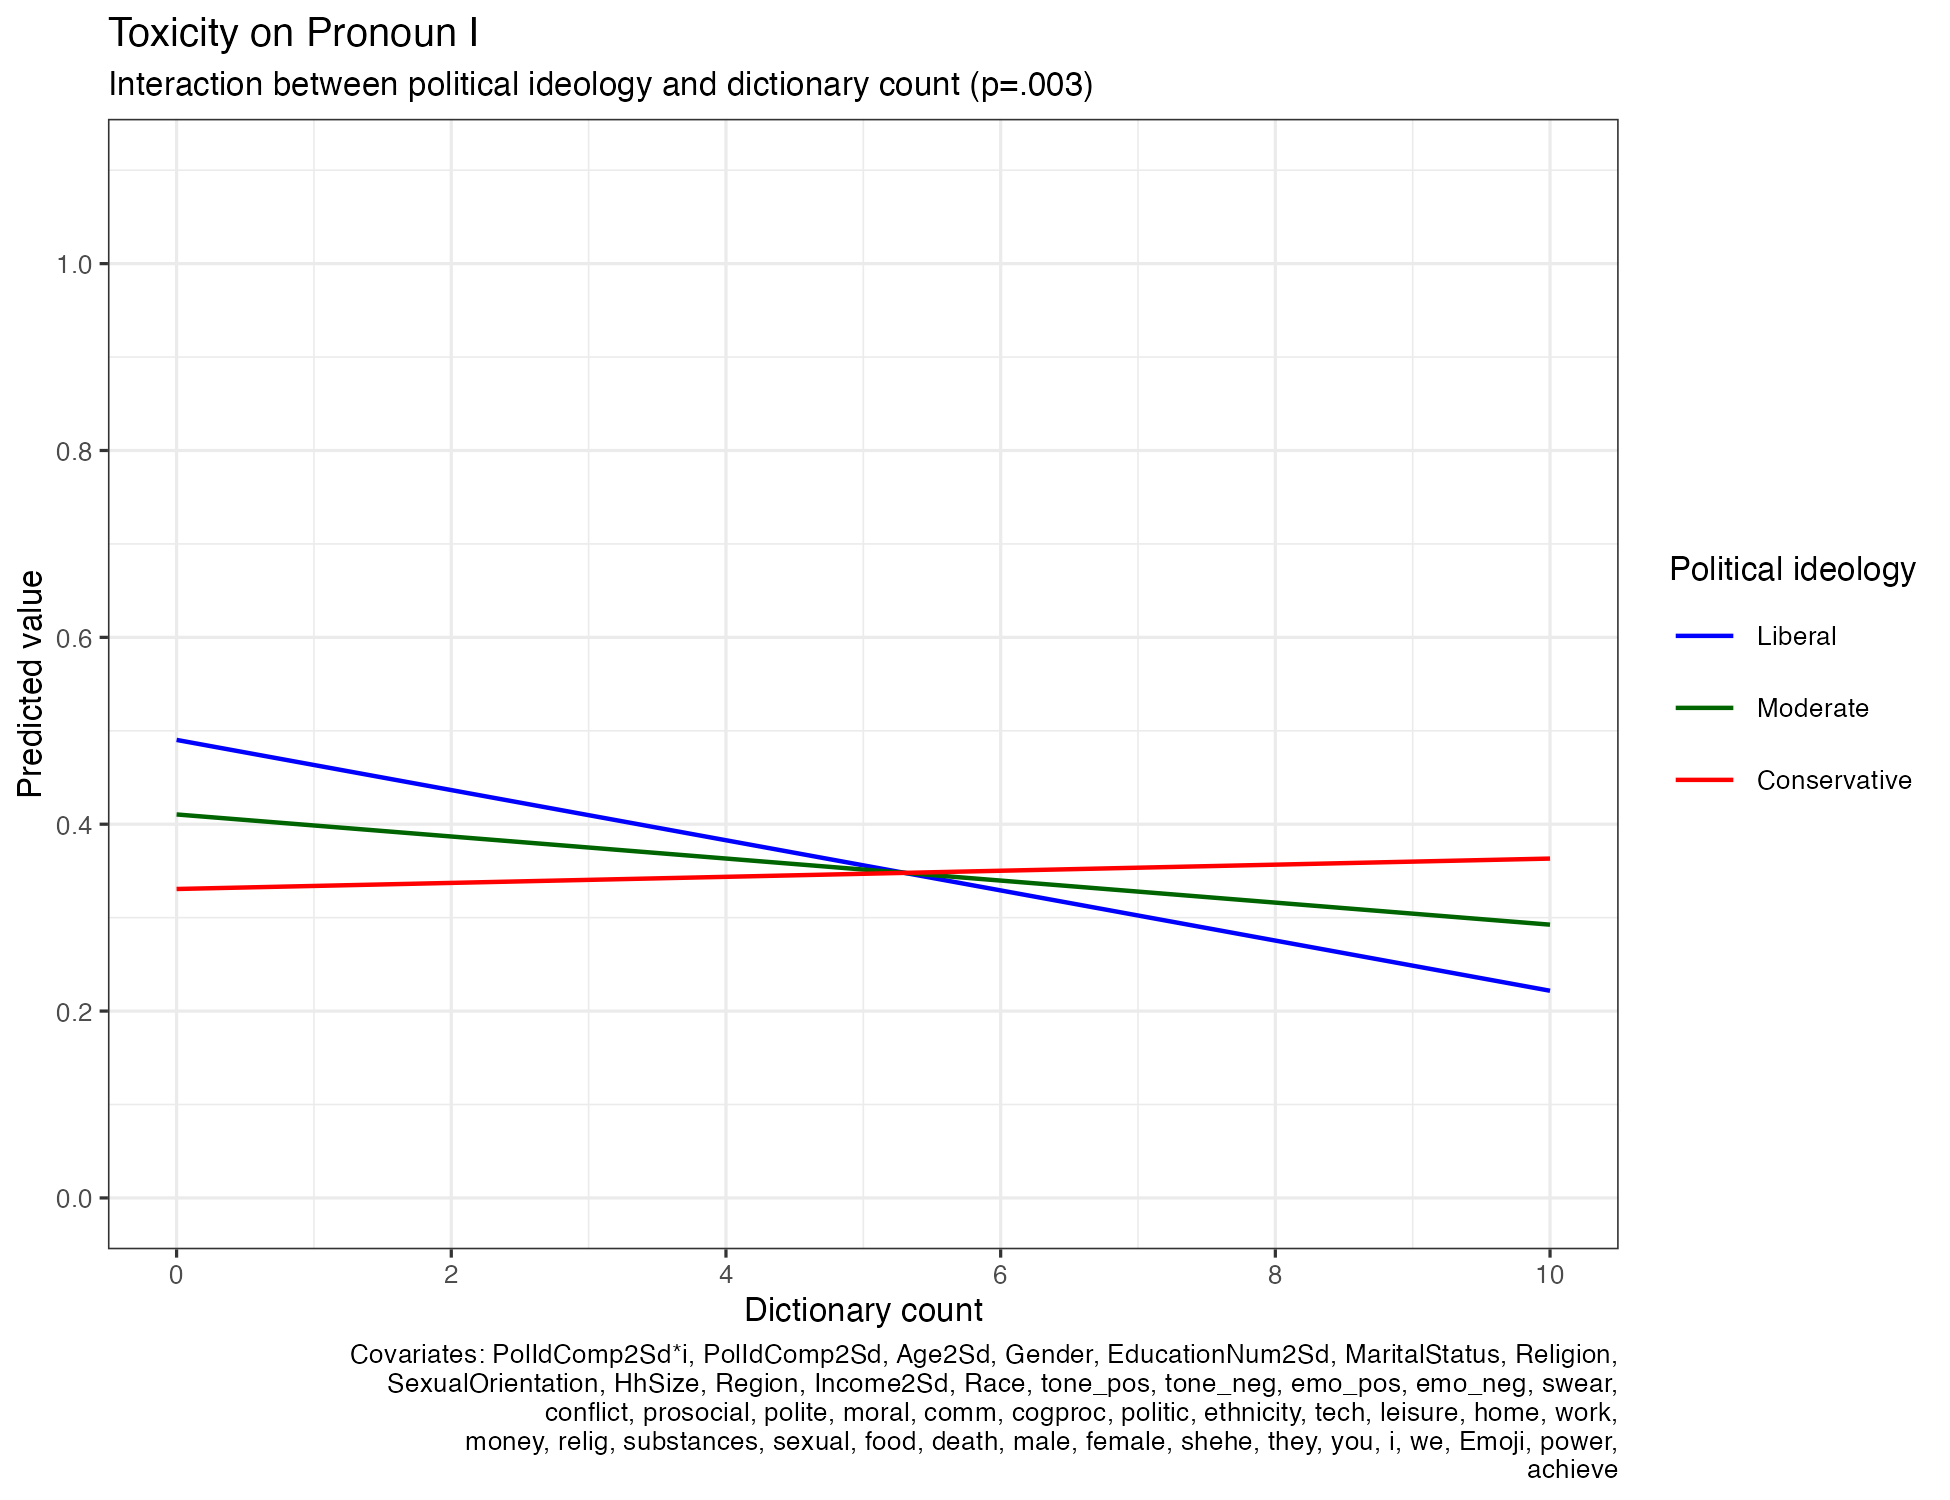 Toxicity on Pronoun I
Interaction between political ideology and dictionary count (p=.003)
Predicted value
1.0
0.8
0.6
0.4
0.2
0.0
0 2 4 6 8 10
Dictionary count
Political ideology
Liberal
Moderate
Conservative
Covariates: PolIdComp2Sd*i, PolIdComp2Sd, Age2Sd, Gender, EducationNum2Sd, MaritalStatus, Religion,
SexualOrientation, HhSize, Region, Income2Sd, Race, tone_pos, tone_neg, emo_pos, emo_neg, swear,
conflict, prosocial, polite, moral, comm, cogproc, politic, ethnicity, tech, leisure, home, work,
money, relig, substances, sexual, food, death, male, female, shehe, they, you, i, we, Emoji, power,
achieve